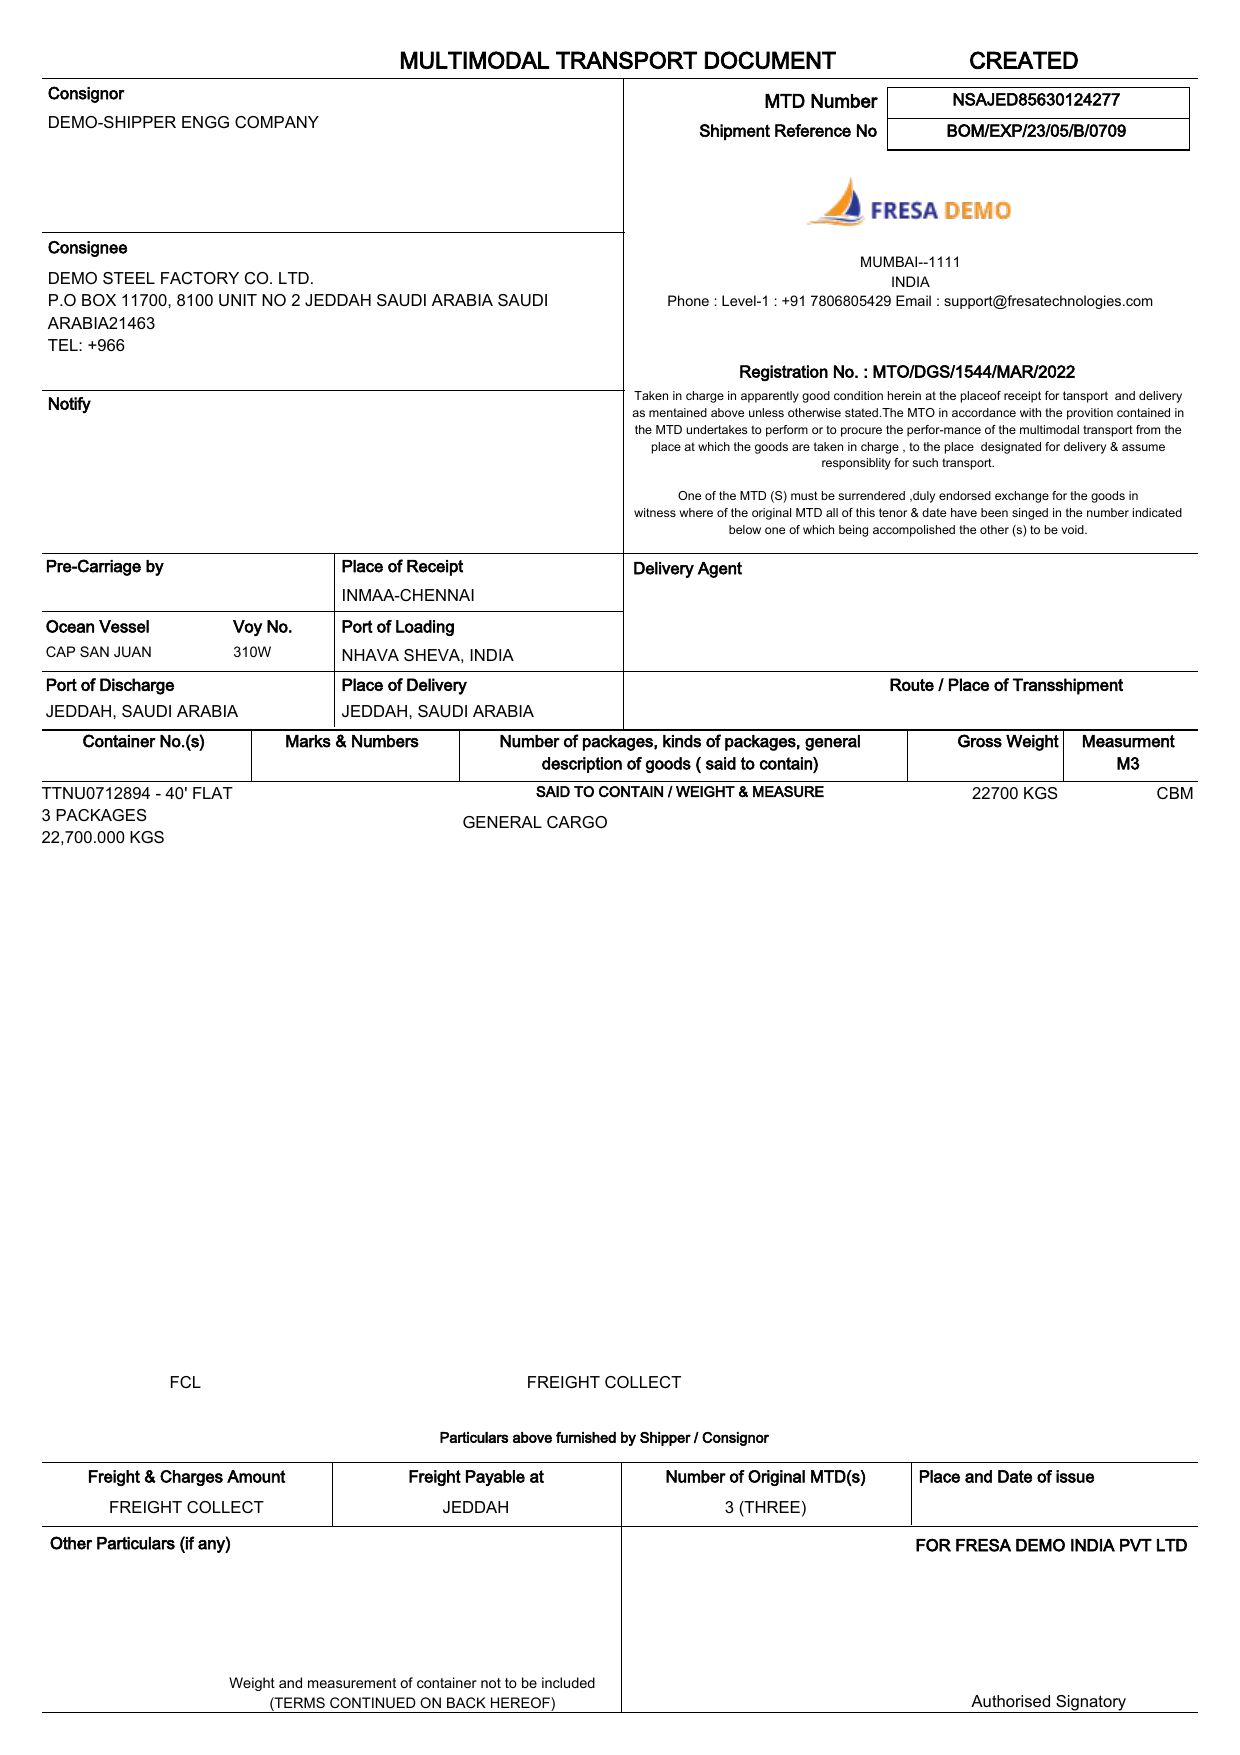 MULTIMODAL TRANSPORT DOCUMENT
CREATED
Consignor
DEMO-SHIPPER ENGG COMPANY
MTD Number
NSAJED85630124277
Shipment Reference No
BOM/EXP/23/05/B/0709
FRESA DEMO
MUMBAI--1111
INDIA
Phone : Level-1 : +91 7806805429 Email : support@fresatechnologies.com
Consignee
DEMO STEEL FACTORY CO. LTD.
P.O BOX 11700, 8100 UNIT NO 2 JEDDAH SAUDI ARABIA SAUDI
ARABIA21463
TEL: +966
Registration No. : MTO/DGS/1544/MAR/2022
Taken in charge in apparently good condition herein at the placeof receipt for tansport and delivery
as mentained above unless otherwise stated.The MTO in accordance with the provition contained in
the MTD undertakes to perform or to procure the perfor-mance of the multimodal transport from the
place at which the goods are taken in charge , to the place designated for delivery & assume
responsiblity for such transport.
One of the MTD (S) must be surrendered ,duly endorsed exchange for the goods in
witness where of the original MTD all of this tenor & date have been singed in the number indicated
below one of which being accompolished the other (s) to be void.
Notify
Pre-Carriage by
Place of Receipt
INMAA-CHENNAI
Delivery Agent
Ocean Vessel
Voy No.
CAP SAN JUAN
310W
Port of Loading
NHAVA SHEVA, INDIA
Port of Discharge
JEDDAH, SAUDI ARABIA
Place of Delivery
JEDDAH, SAUDI ARABIA
Route / Place of Transshipment
Container No.(s)
Marks & Numbers
Number of packages, kinds of packages, general
description of goods ( said to contain)
Gross Weight
Measurment
M3
TTNU0712894 - 40' FLAT
3 PACKAGES
22,700.000 KGS
SAID TO CONTAIN / WEIGHT & MEASURE
GENERAL CARGO
22700 KGS
CBM
FCL
FREIGHT COLLECT
Particulars above furnished by Shipper / Consignor
Freight & Charges Amount
FREIGHT COLLECT
Freight Payable at
JEDDAH
Number of Original MTD(s)
3 (THREE)
Place and Date of issue
Other Particulars (if any)
FOR FRESA DEMO INDIA PVT LTD
Weight and measurement of container not to be included
(TERMS CONTINUED ON BACK HEREOF)
Authorised Signatory